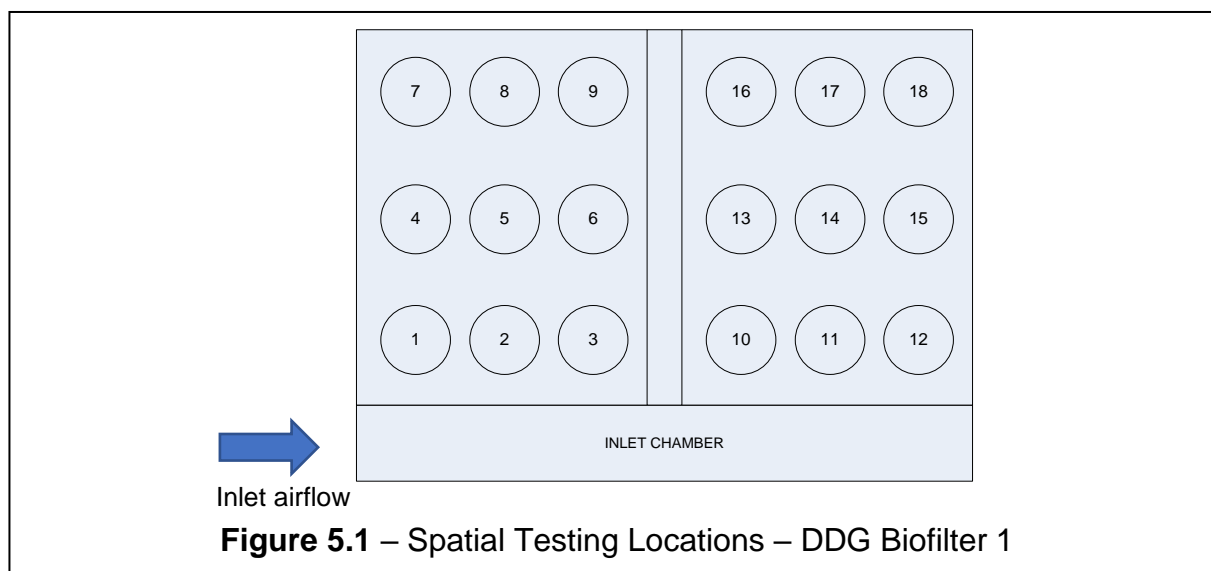 7 8 9 16 17 18
4 5 6 13 14 15
1 2 3 10 11 12
INLET CHAMBER
Inlet airflow
Figure 5.1 – Spatial Testing Locations – DDG Biofilter 1